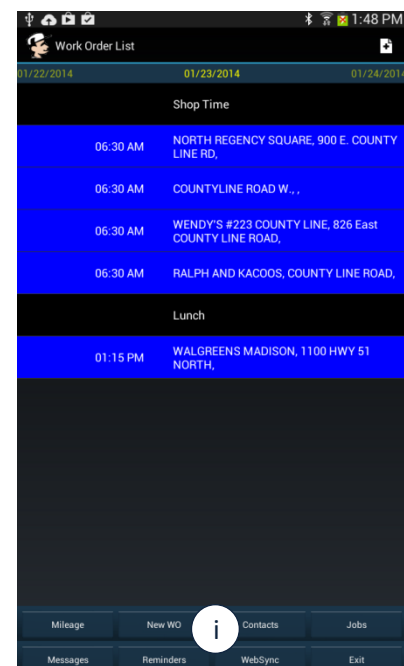 1:48 PM
Work Order List
01/22/2014 01/23/2014 01/24/2014
Shop Time
06:30 AM NORTH REGENCY SQUARE, 900 E. COUNTY
LINE RD,
06:30 AM COUNTYLINE ROAD W., ,
06:30 AM WENDY'S #223 COUNTY LINE, 826 East
COUNTY LINE ROAD,
06:30 AM RALPH AND KACOOS, COUNTY LINE ROAD,
Lunch
01:15 PM WALGREENS MADISON, 1100 HWY 51
NORTH,
Mileage New WO i Contacts Jobs
Messages Reminders WebSync Exit